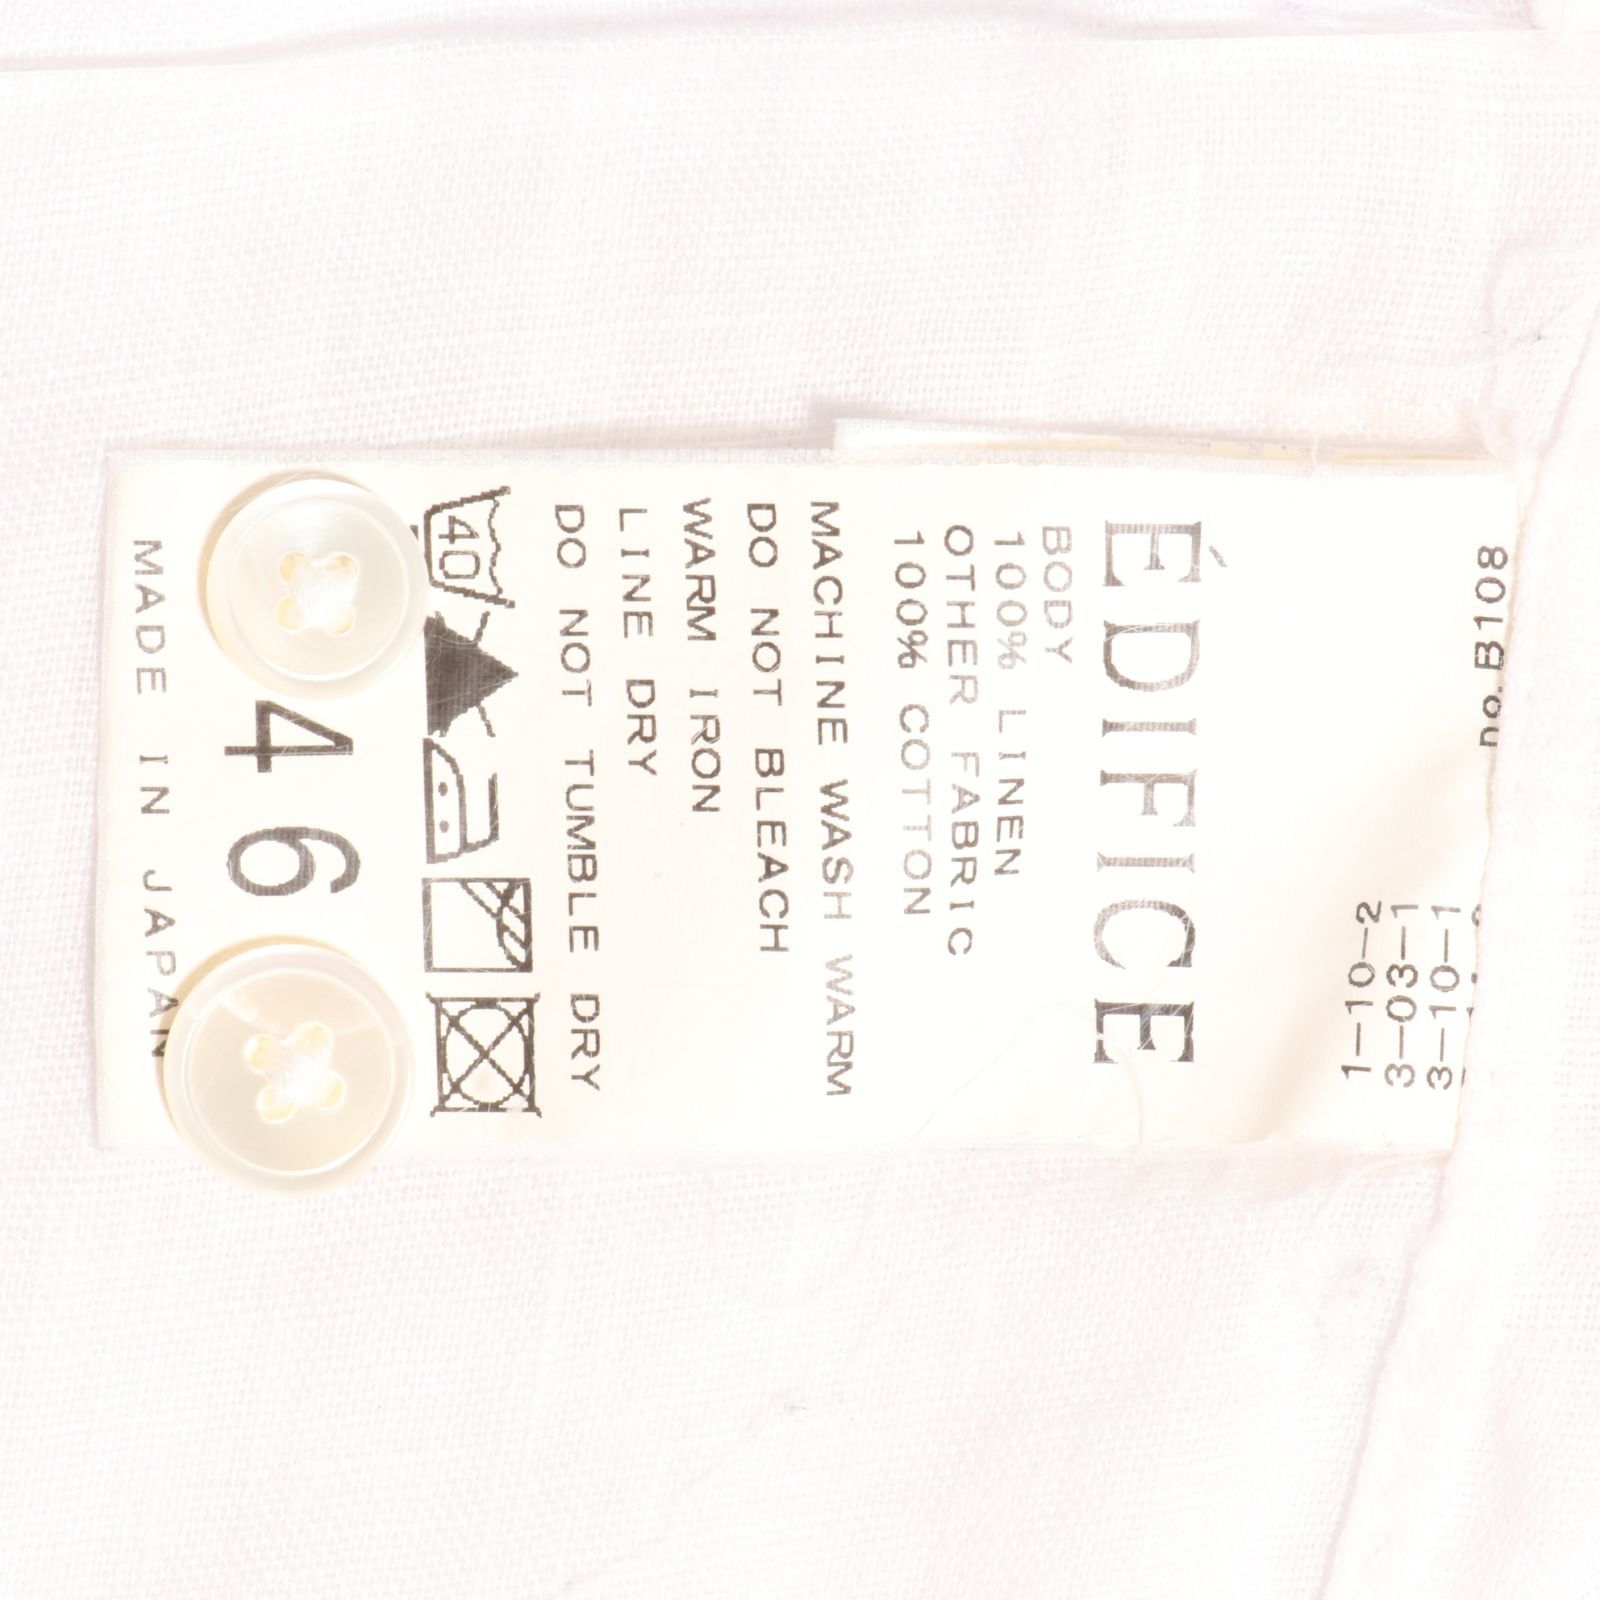 ÉDIFICE
BODY
100% LINEN
OTHER FABRIC
100% COTTON
MACHINE WASH WARM
DO NOT BLEACH
WARM IRON
LINE DRY
DO NOT TUMBLE DRY
40
46
MADE IN JAPAN
no. B108
3-10-1
3-03-1
1-10-2